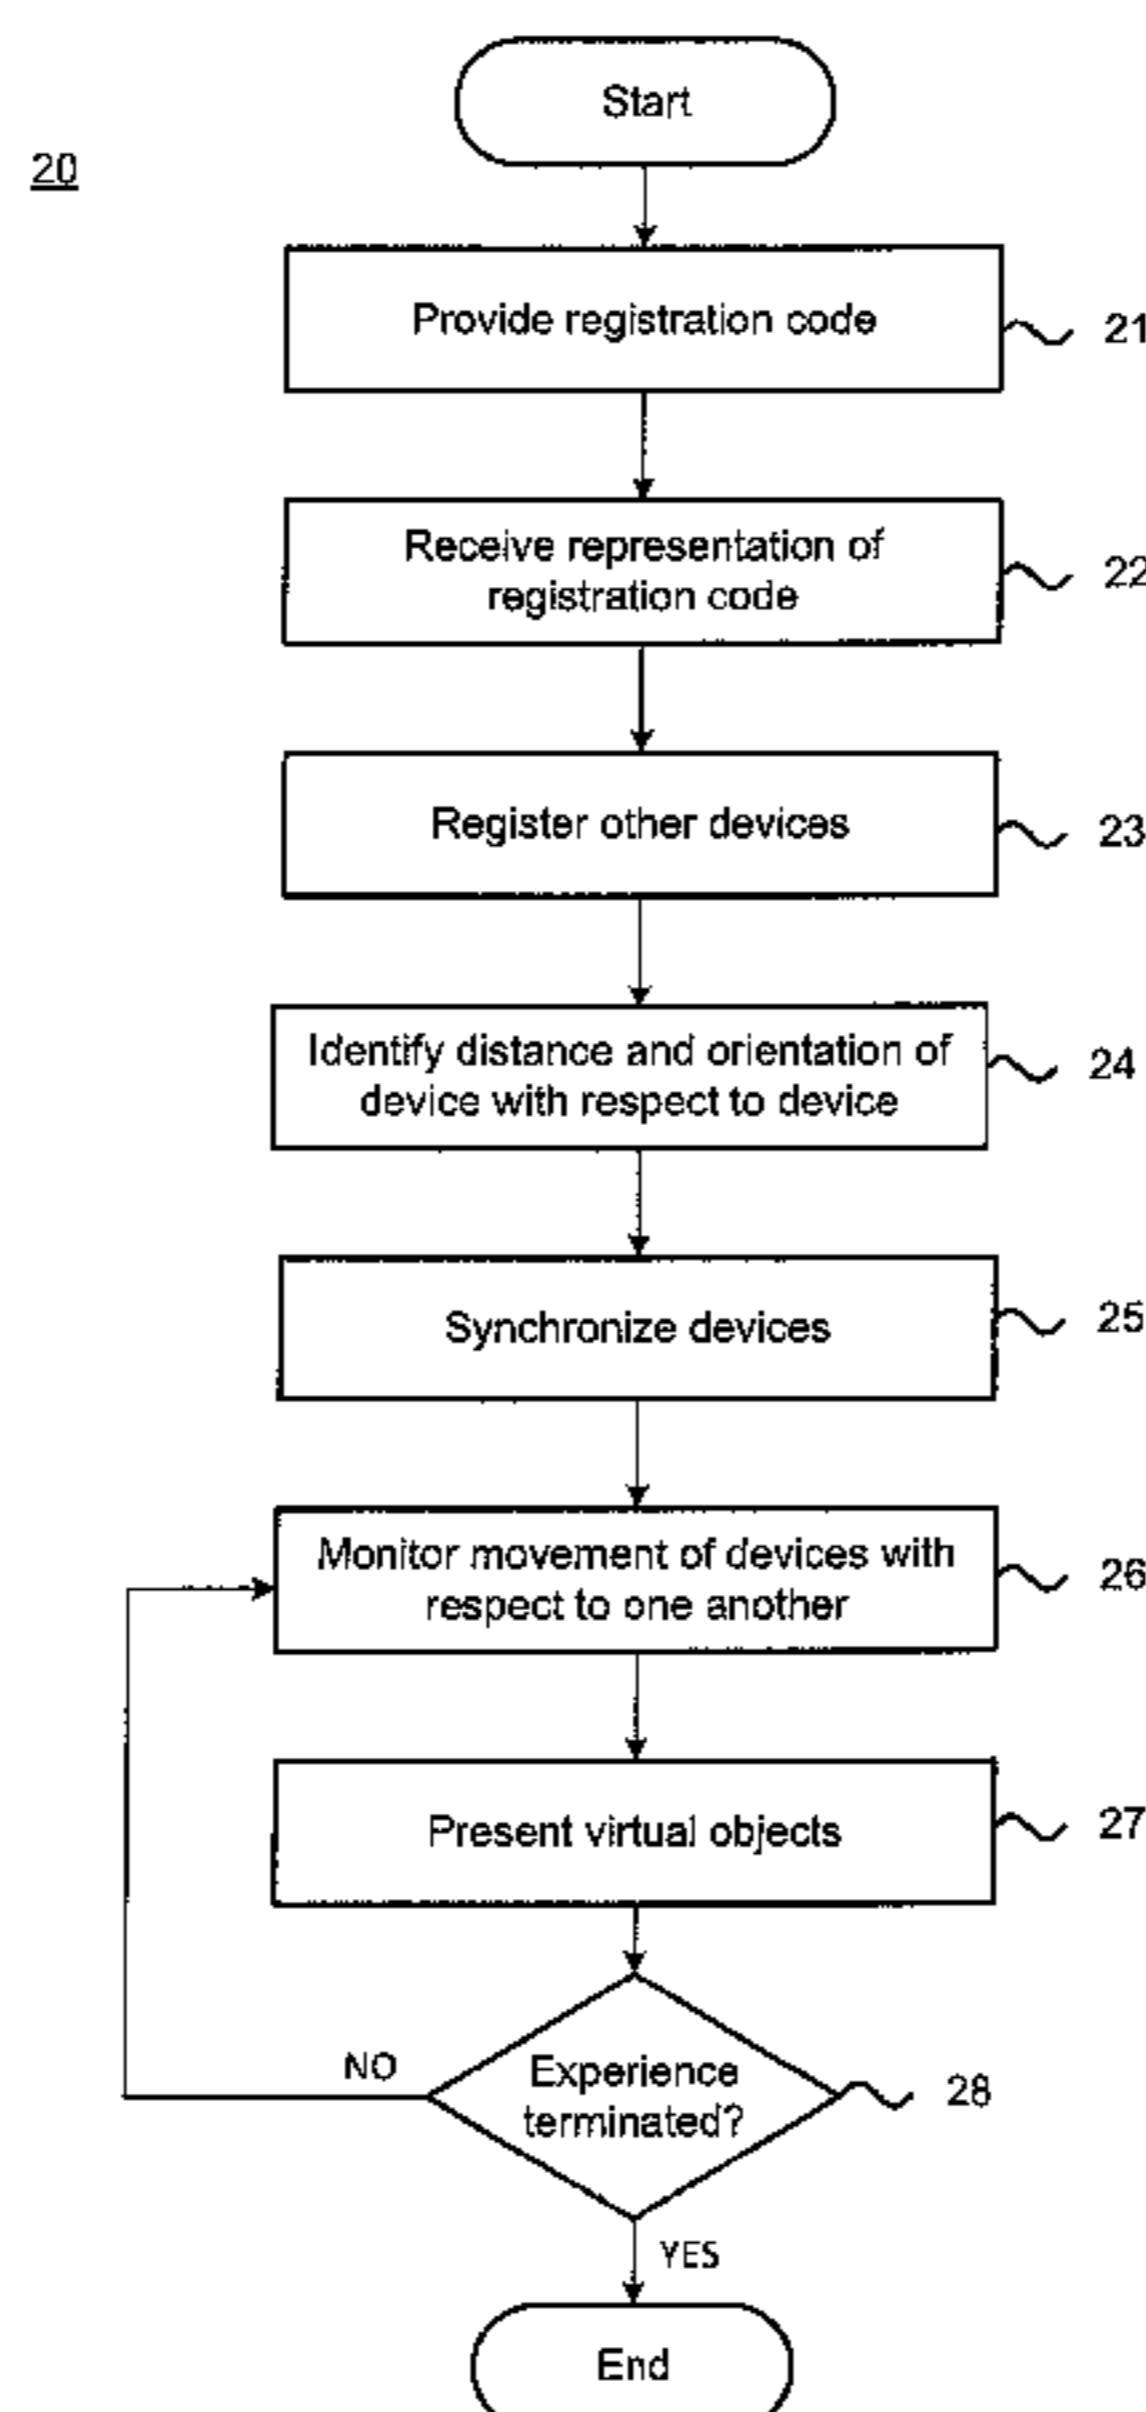 Start
20
Provide registration code
21
Receive representation of
registration code
22
Register other devices
23
Identify distance and orientation of
device with respect to device
24
Synchronize devices
25
Monitor movement of devices with
respect to one another
26
Present virtual objects
27
Experience
terminated?
28
NO
YES
End